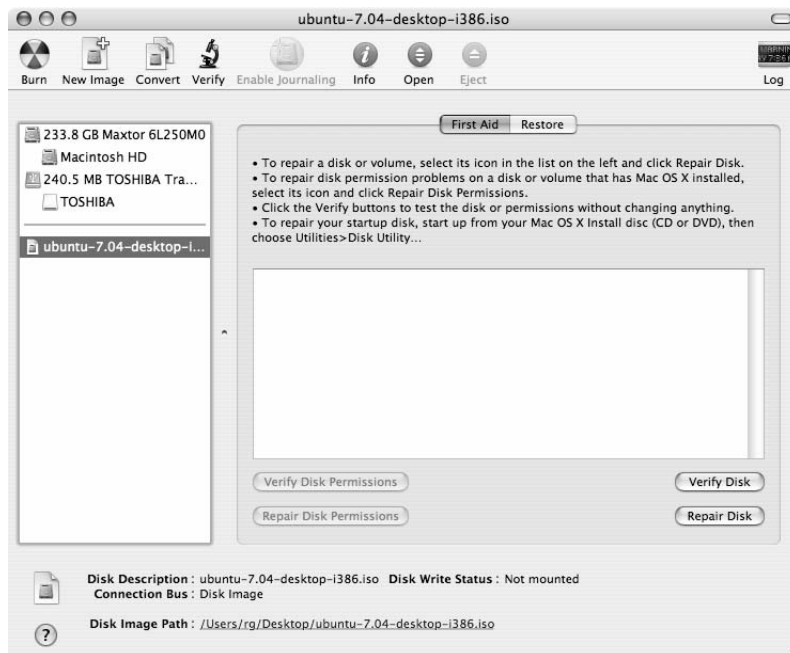 ubuntu-7.04-desktop-i386.iso
Burn New Image Convert Verify Enable Journaling Info Open Eject Log
233.8 GB Maxtor 6L250M0
Macintosh HD
240.5 MB TOSHIBA Tra...
TOSHIBA
ubuntu-7.04-desktop-i...
First Aid Restore
• To repair a disk or volume, select its icon in the list on the left and click Repair Disk.
• To repair disk permission problems on a disk or volume that has Mac OS X installed,
select its icon and click Repair Disk Permissions.
• Click the Verify buttons to test the disk or permissions without changing anything.
• To repair your startup disk, start up from your Mac OS X Install disc (CD or DVD), then
choose Utilities>Disk Utility...
Verify Disk Permissions Verify Disk
Repair Disk Permissions Repair Disk
Disk Description : ubuntu-7.04-desktop-i386.iso Disk Write Status : Not mounted
Connection Bus : Disk Image
Disk Image Path : /Users/rg/Desktop/ubuntu-7.04-desktop-i386.iso
?